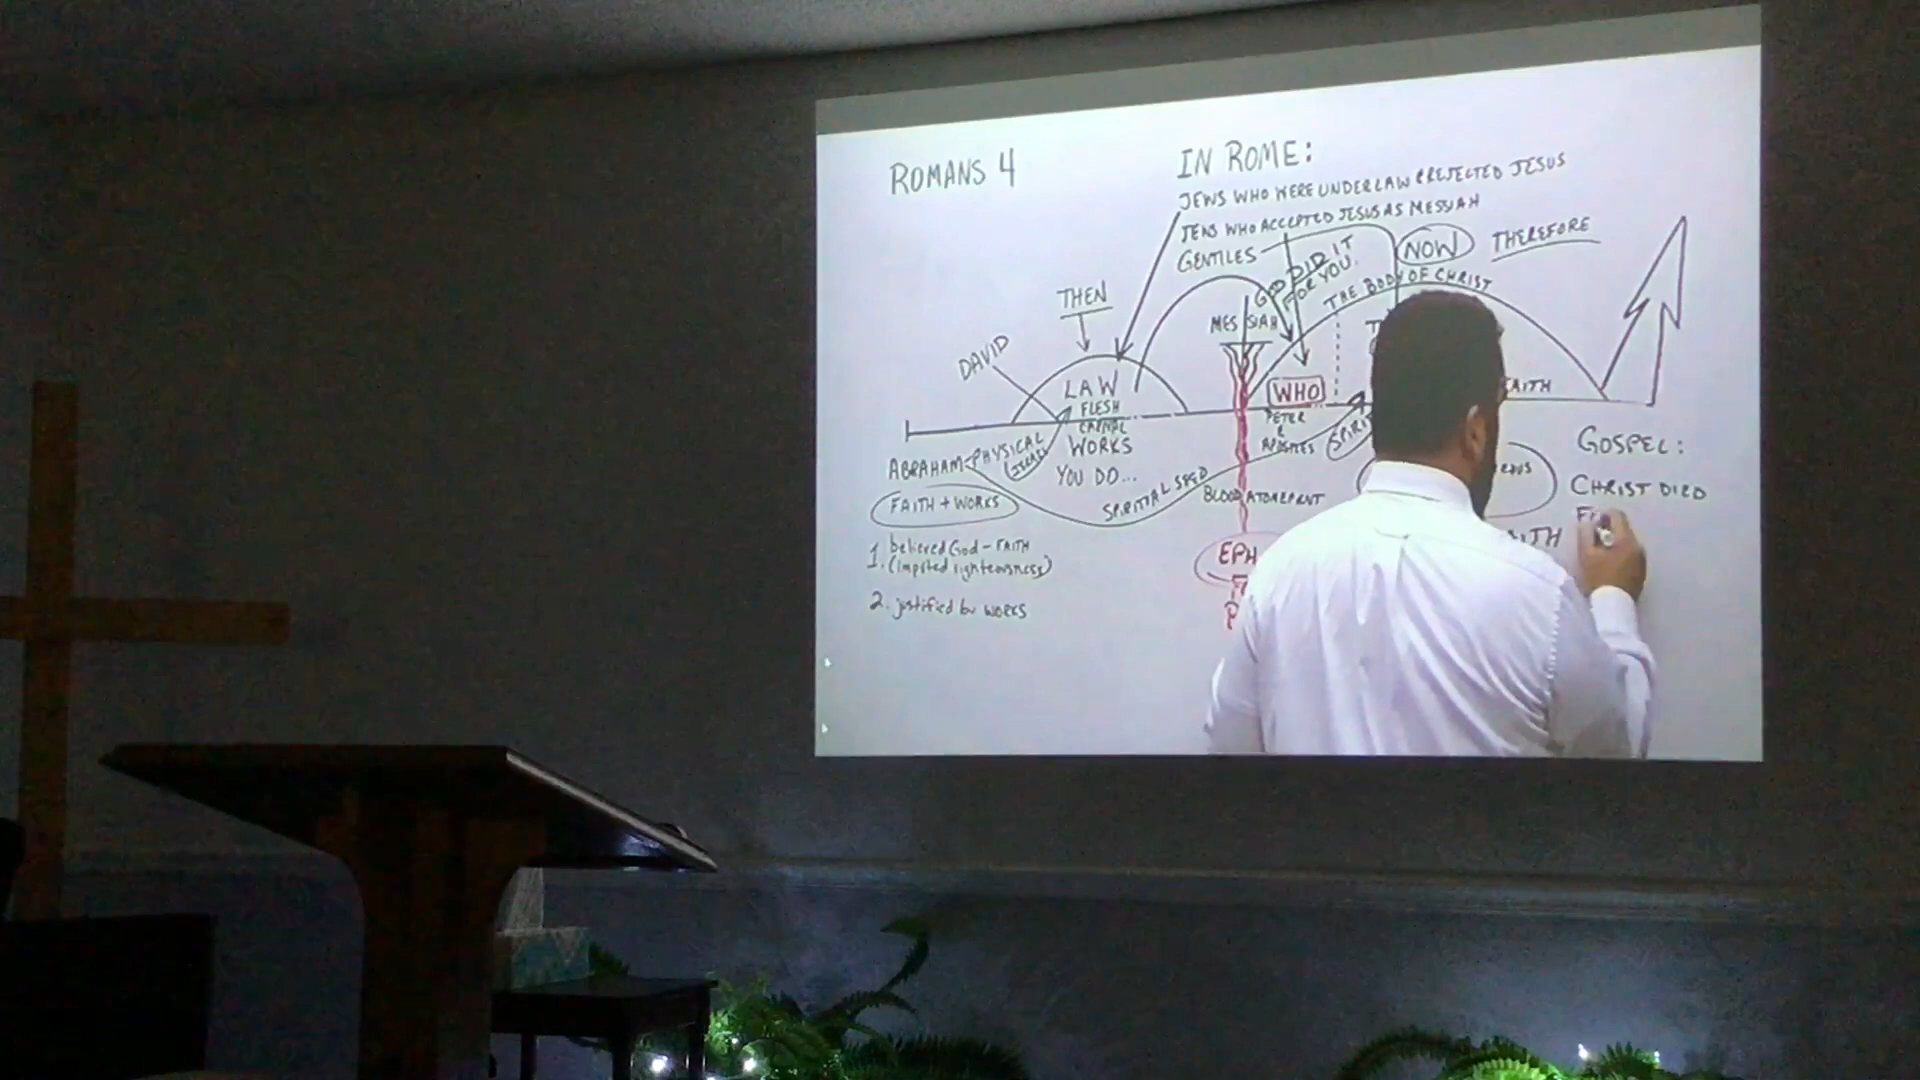 ROMANS 4
IN ROME:
JEWS WHO WERE UNDER LAW & REJECTED JESUS
JEWS WHO ACCEPTED JESUS AS MESSIAH
GENTILES
NOW
THEREFORE
GOD DID IT
FOR YOU.
THE BODY OF CHRIST
THEN
DAVID
MESSIAH
LAW
FLESH
CARNAL
WORKS
YOU DO...
WHO
PETER
&
APOSTLES
FAITH
ABRAHAM - PHYSICAL
ISRAEL
SPIRITUAL SEED
BLOOD ATONEMENT
FAITH + WORKS
1. believed God - FAITH
(imputed righteousness)
2. justified by works
EPH
GOSPEL:
CHRIST DIED